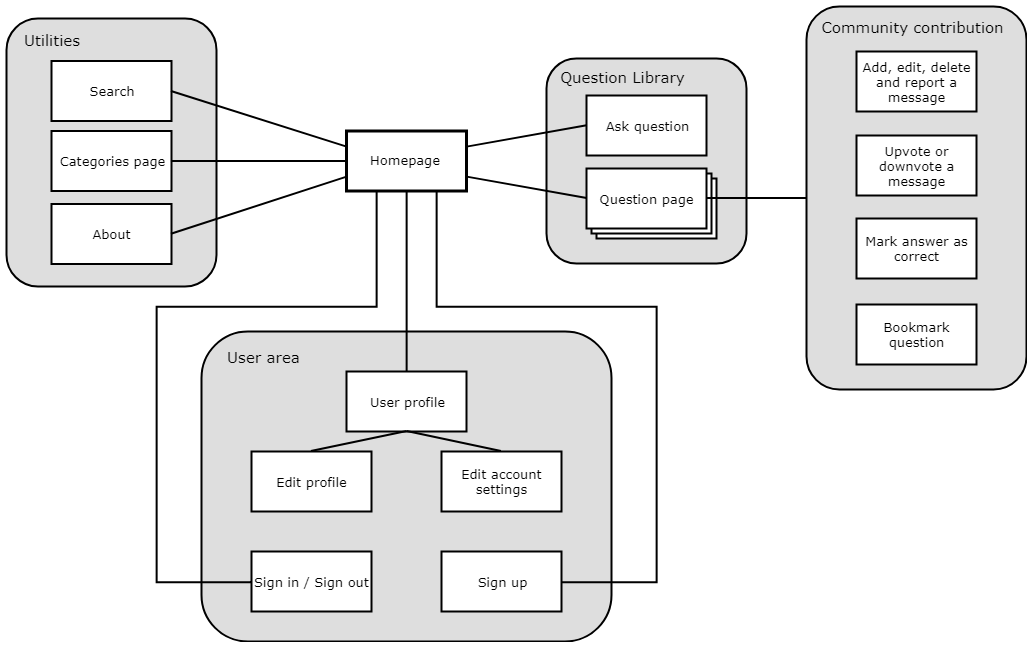 Utilities
Search
Categories page
About
Homepage
Question Library
Ask question
Question page
Community contribution
Add, edit, delete
and report a
message
Upvote or
downvote a
message
Mark answer as
correct
Bookmark
question
User area
User profile
Edit profile
Edit account
settings
Sign in / Sign out
Sign up